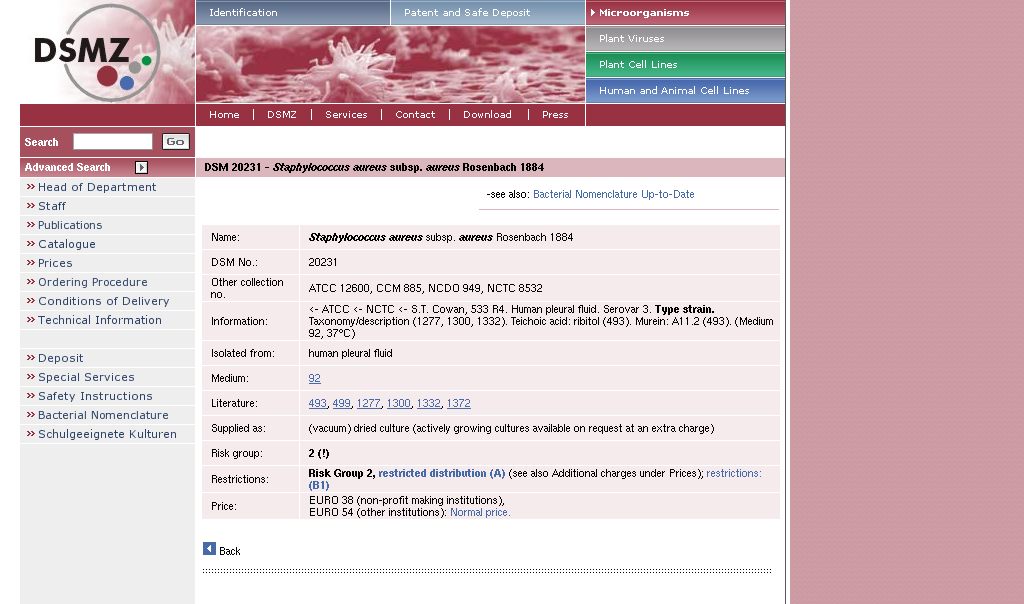 Identification
Patent and Safe Deposit
Microorganisms
DSMZ
Plant Viruses
Plant Cell Lines
Human and Animal Cell Lines
Home | DSMZ | Services | Contact | Download | Press
Search Go
Advanced Search
DSM 20231 - Staphylococcus aureus subsp. aureus Rosenbach 1884
» Head of Department
» Staff
» Publications
» Catalogue
» Prices
» Ordering Procedure
» Conditions of Delivery
» Technical Information
» Deposit
» Special Services
» Safety Instructions
» Bacterial Nomenclature
» Schulgeeignete Kulturen
-see also: Bacterial Nomenclature Up-to-Date
Name: Staphylococcus aureus subsp. aureus Rosenbach 1884
DSM No.: 20231
Other collection
no.
ATCC 12600, CCM 885, NCDO 949, NCTC 8532
Information:
<- ATCC <- NCTC <- S.T. Cowan, 533 R4. Human pleural fluid. Serovar 3. Type strain.
Taxonomy/description (1277, 1300, 1332). Teichoic acid: ribitol (493). Murein: A11.2 (493). (Medium
92, 37°C)
Isolated from: human pleural fluid
Medium: 92
Literature: 493, 499, 1277, 1300, 1332, 1372
Supplied as: (vacuum) dried culture (actively growing cultures available on request at an extra charge)
Risk group: 2 (!)
Restrictions:
Risk Group 2, restricted distribution (A) (see also Additional charges under Prices); restrictions:
(B1)
Price:
EURO 38 (non-profit making institutions),
EURO 54 (other institutions): Normal price.
Back